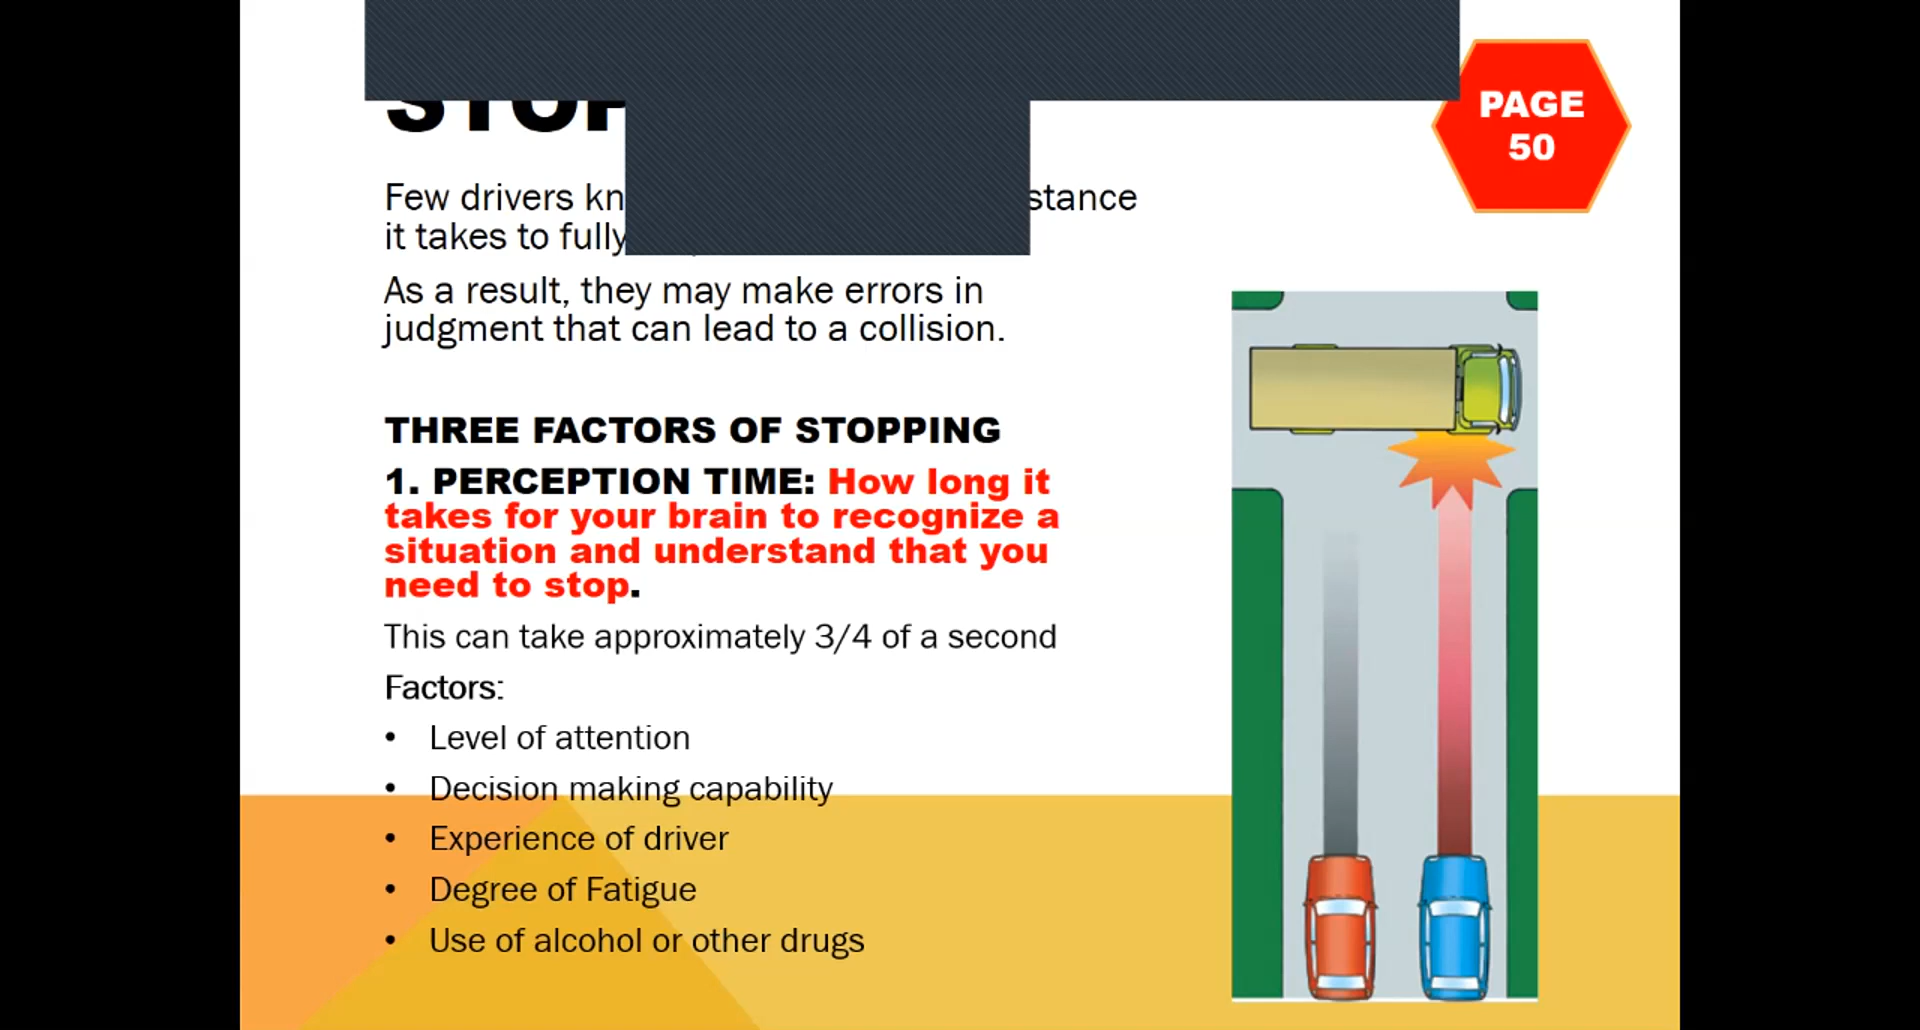 PAGE
50
Few drivers
it takes to fully
As a result, they may make errors in
judgment that can lead to a collision.
THREE FACTORS OF STOPPING
1. PERCEPTION TIME: How long it
takes for your brain to recognize a
situation and understand that you
need to stop.
This can take approximately 3/4 of a second
Factors:
• Level of attention
• Decision making capability
• Experience of driver
• Degree of Fatigue
• Use of alcohol or other drugs